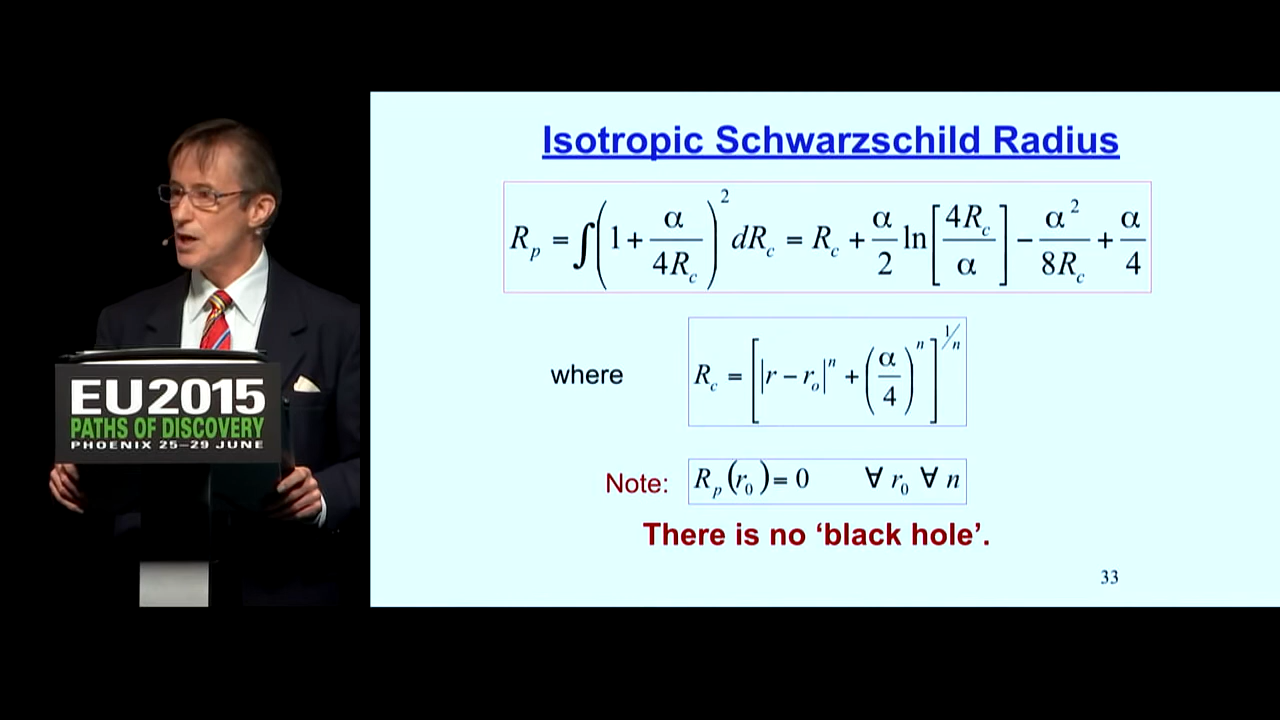 Isotropic Schwarzschild Radius
R_p = ∫(1 + α/4R_c)² dR_c = R_c + α/2 ln[4R_c/α] − α²/8R_c + α/4
where R_c = [|r − r_o|ⁿ + (α/4)ⁿ]^{1/n}
Note: R_p(r_0) = 0 ∀ r_0 ∀ n
There is no ‘black hole’.
33
EU2015
PATHS OF DISCOVERY
PHOENIX 25–29 JUNE